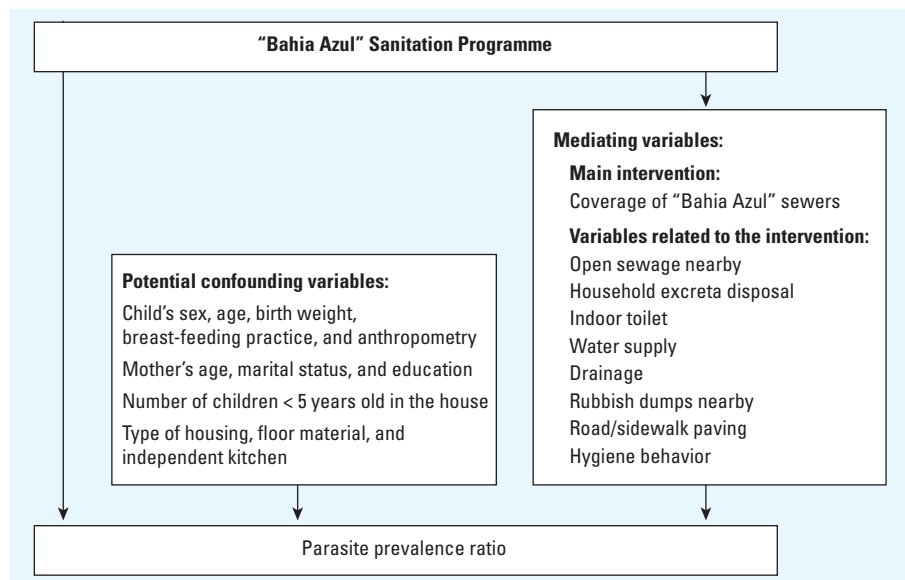 “Bahia Azul” Sanitation Programme
Potential confounding variables:
Child's sex, age, birth weight,
breast-feeding practice, and anthropometry
Mother's age, marital status, and education
Number of children < 5 years old in the house
Type of housing, floor material, and
independent kitchen
Mediating variables:
Main intervention:
Coverage of “Bahia Azul” sewers
Variables related to the intervention:
Open sewage nearby
Household excreta disposal
Indoor toilet
Water supply
Drainage
Rubbish dumps nearby
Road/sidewalk paving
Hygiene behavior
Parasite prevalence ratio